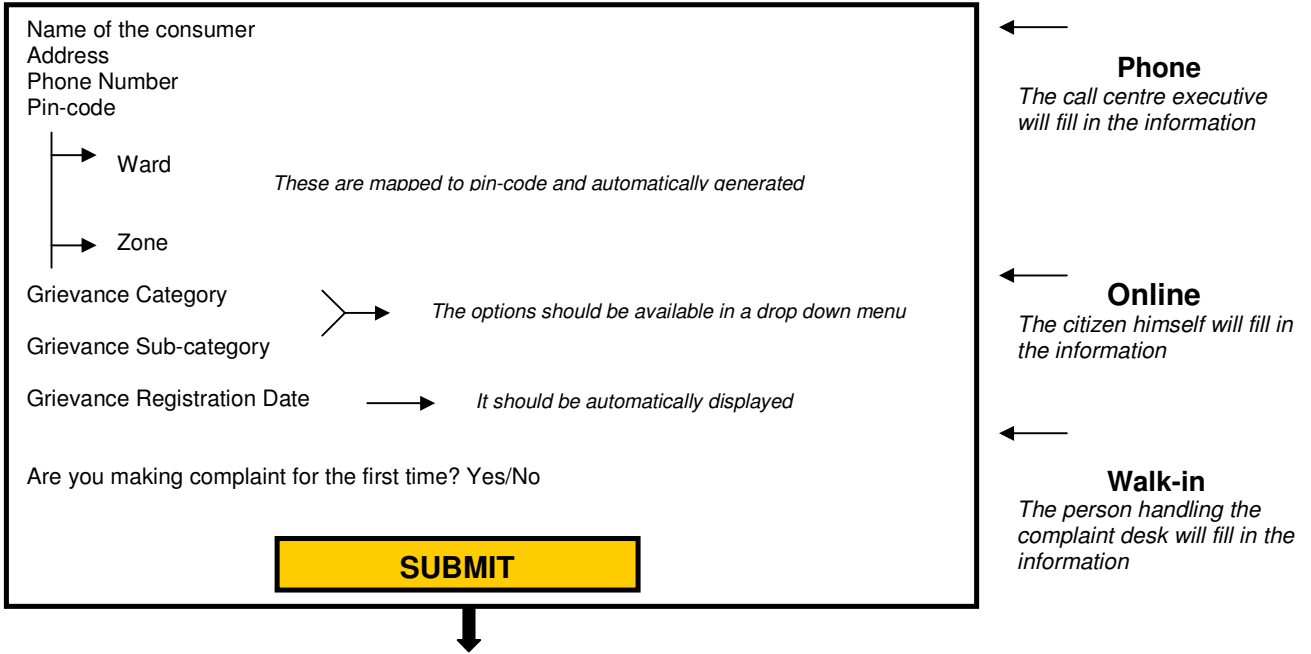 Name of the consumer
Address
Phone Number
Pin-code
Ward
These are mapped to pin-code and automatically generated
Zone
Grievance Category
The options should be available in a drop down menu
Grievance Sub-category
Grievance Registration Date
It should be automatically displayed
Are you making complaint for the first time? Yes/No
SUBMIT
Phone
The call centre executive
will fill in the information
Online
The citizen himself will fill in
the information
Walk-in
The person handling the
complaint desk will fill in the
information